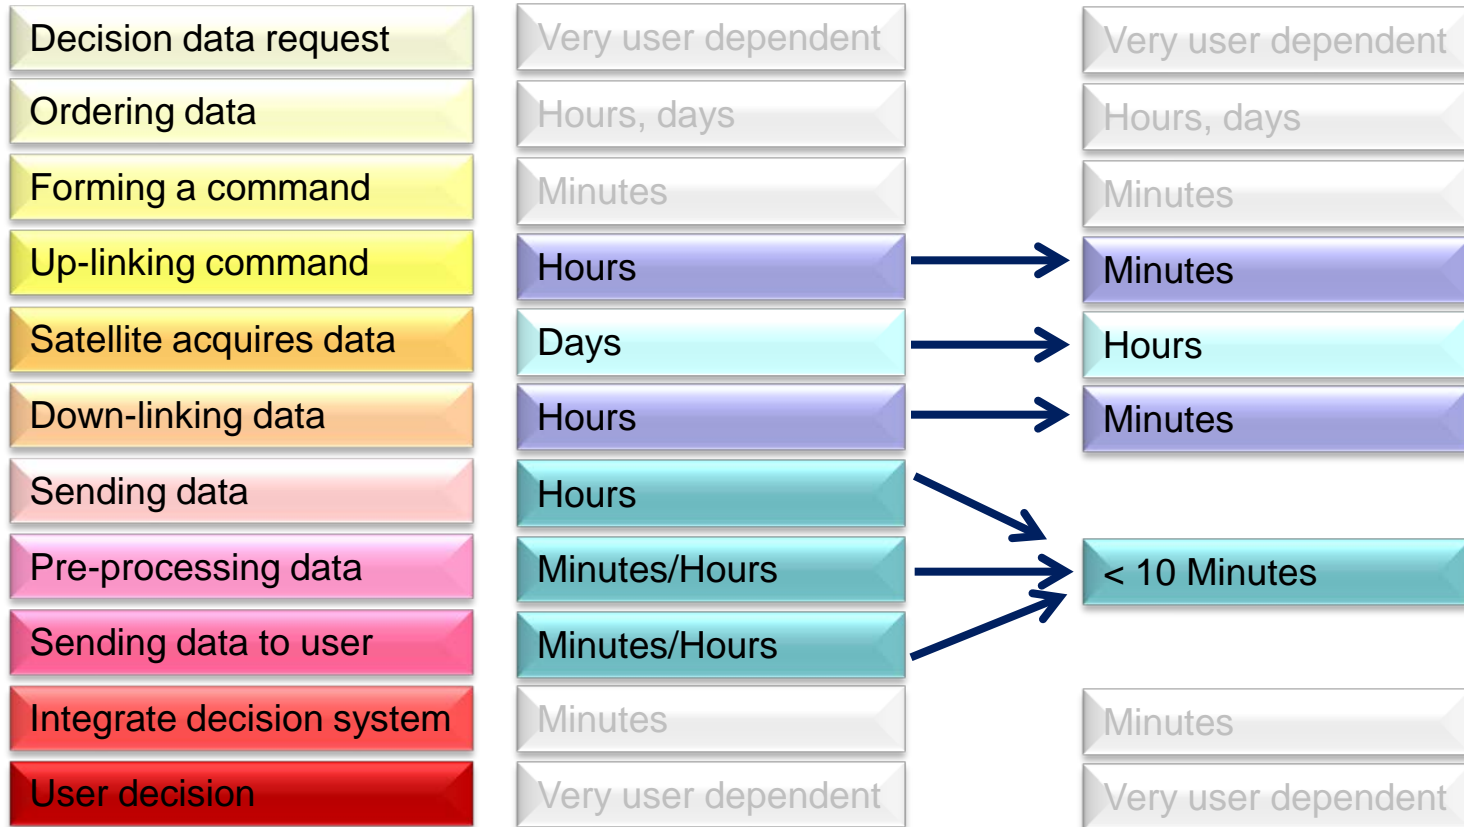 Decision data request
Very user dependent
Very user dependent
Ordering data
Hours, days
Hours, days
Forming a command
Minutes
Minutes
Up-linking command
Hours
Minutes
Satellite acquires data
Days
Hours
Down-linking data
Hours
Minutes
Sending data
Hours
Pre-processing data
Minutes/Hours
< 10 Minutes
Sending data to user
Minutes/Hours
Integrate decision system
Minutes
Minutes
User decision
Very user dependent
Very user dependent